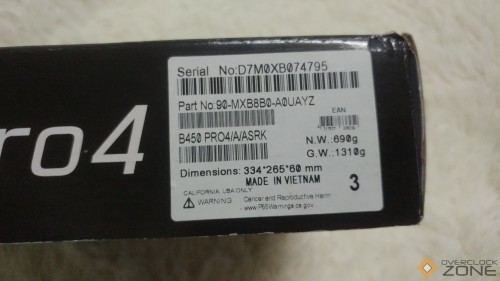 ro4
Serial No:D7M0XB074795
Part No:90-MXB8B0-A0UAYZ
EAN
B450 PRO4/A/ASRK
N.W.:690g
G.W.:1310g
Dimensions: 334*265*60 mm
MADE IN VIETNAM
3
CALIFORNIA, USA ONLY
WARNING: Cancer and Reproductive Harm
www.P65Warnings.ca.gov
OVERCLOCK
ZONE